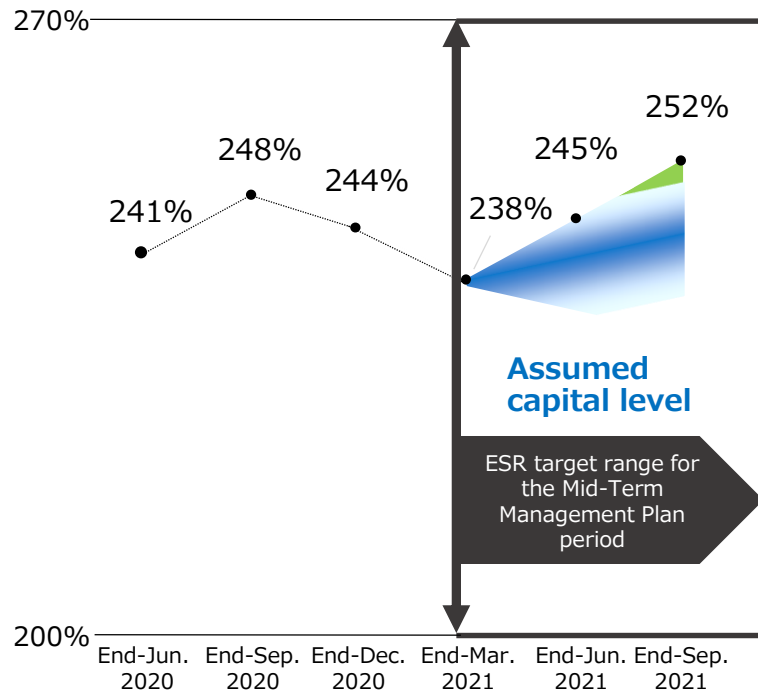 270%
252%
248%
245%
244%
241%
238%
Assumed
capital level
ESR target range for
the Mid-Term
Management Plan
period
200%
End-Jun.
2020
End-Sep.
2020
End-Dec.
2020
End-Mar.
2021
End-Jun.
2021
End-Sep.
2021